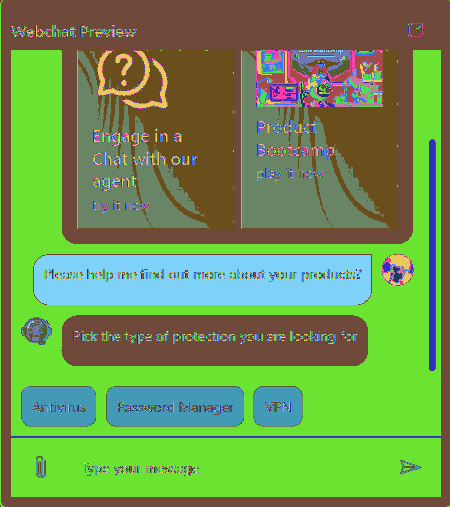 Webchat Preview
Engage in a
Chat with our
agent
try it now
Product
Bootcamp
play it now
Please help me find out more about your products?
Pick the type of protection you are looking for
Antivirus
Password Manager
VPN
Type your message